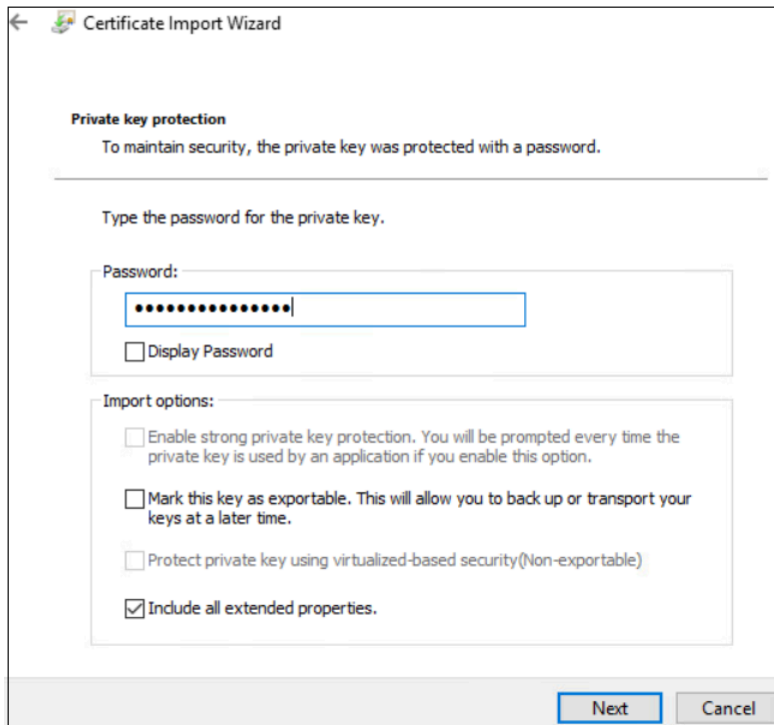 Certificate Import Wizard
Private key protection
To maintain security, the private key was protected with a password.
Type the password for the private key.
Password:
•••••••••••••••
Display Password
Import options:
Enable strong private key protection. You will be prompted every time the
private key is used by an application if you enable this option.
Mark this key as exportable. This will allow you to back up or transport your
keys at a later time.
Protect private key using virtualized-based security(Non-exportable)
Include all extended properties.
Next Cancel